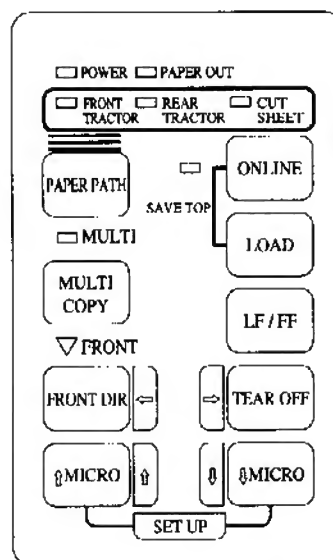 POWER PAPER OUT
FRONT TRACTOR REAR TRACTOR CUT SHEET
PAPER PATH
ONLINE
SAVE TOP
MULTI
LOAD
MULTI COPY
LF / FF
▽ FRONT
FRONT DIR ⇦ ⇨ TEAR OFF
⇧MICRO ⇧ ⇩ ⇩MICRO
SET UP